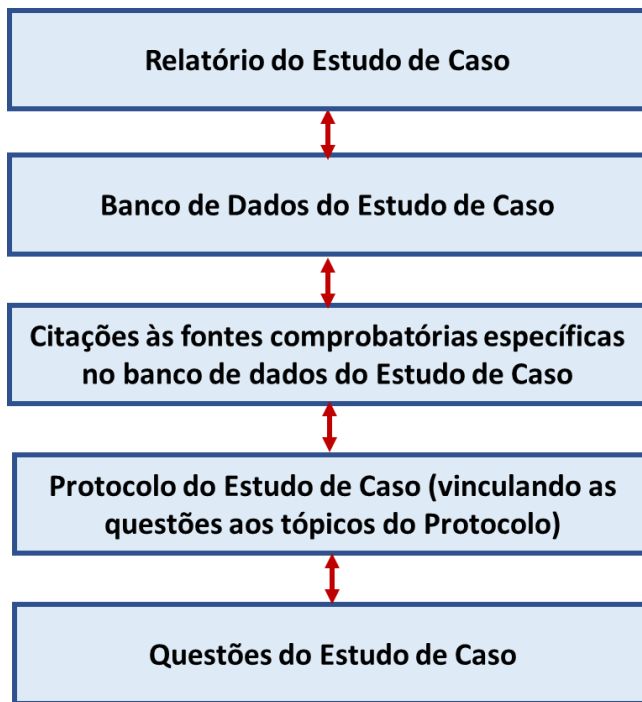 Relatório do Estudo de Caso
Banco de Dados do Estudo de Caso
Citações às fontes comprobatórias específicas
no banco de dados do Estudo de Caso
Protocolo do Estudo de Caso (vinculando as
questões aos tópicos do Protocolo)
Questões do Estudo de Caso